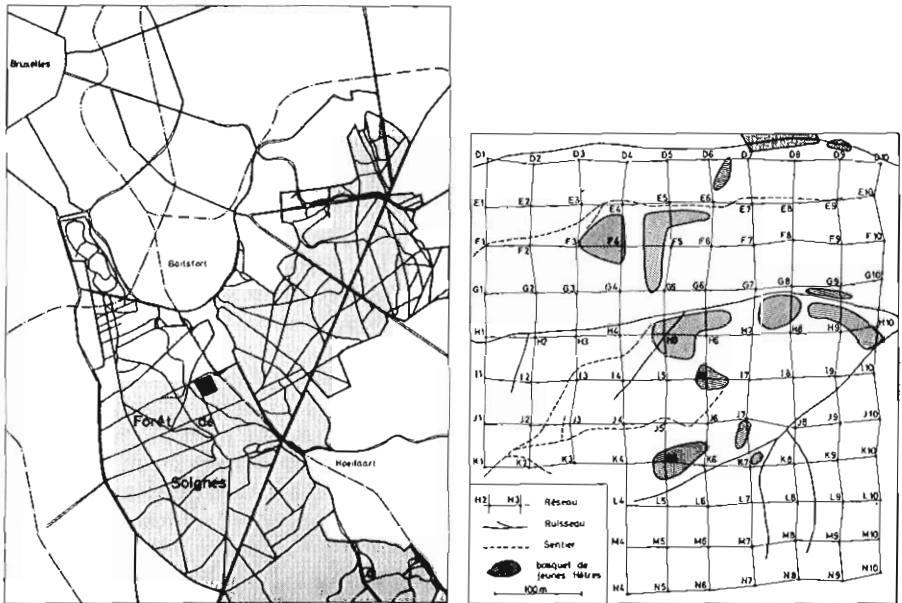 Bruxelles
Boitsfort
Forêt de
Hoeilaart
Soignes
D1 D2 D3 D4 D5 D6 D7 D8 D9 D10
E1 E2 E3 E4 E5 E6 E7 E8 E9 E10
F1 F2 F3 F4 F5 F6 F7 F8 F9 F10
G1 G2 G3 G4 G5 G6 G7 G8 G9 G10
H1 H2 H3 H4 H5 H6 H7 H8 H9 H10
I1 I2 I3 I4 I5 I7 I8 I9 I10
J1 J2 J3 J4 J5 J6 J7 J8 J9 J10
K1 K2 K3 K4 K6 K7 K8 K9 K10
L4 L5 L6 L7 L8 L9 L10
M4 M5 M6 M7 M8 M9 M10
N4 N5 N6 N7 N8 N9 N10
H2 H3 Réseau
Ruisseau
Sentier
bosquet de
jeunes Hêtres
100m